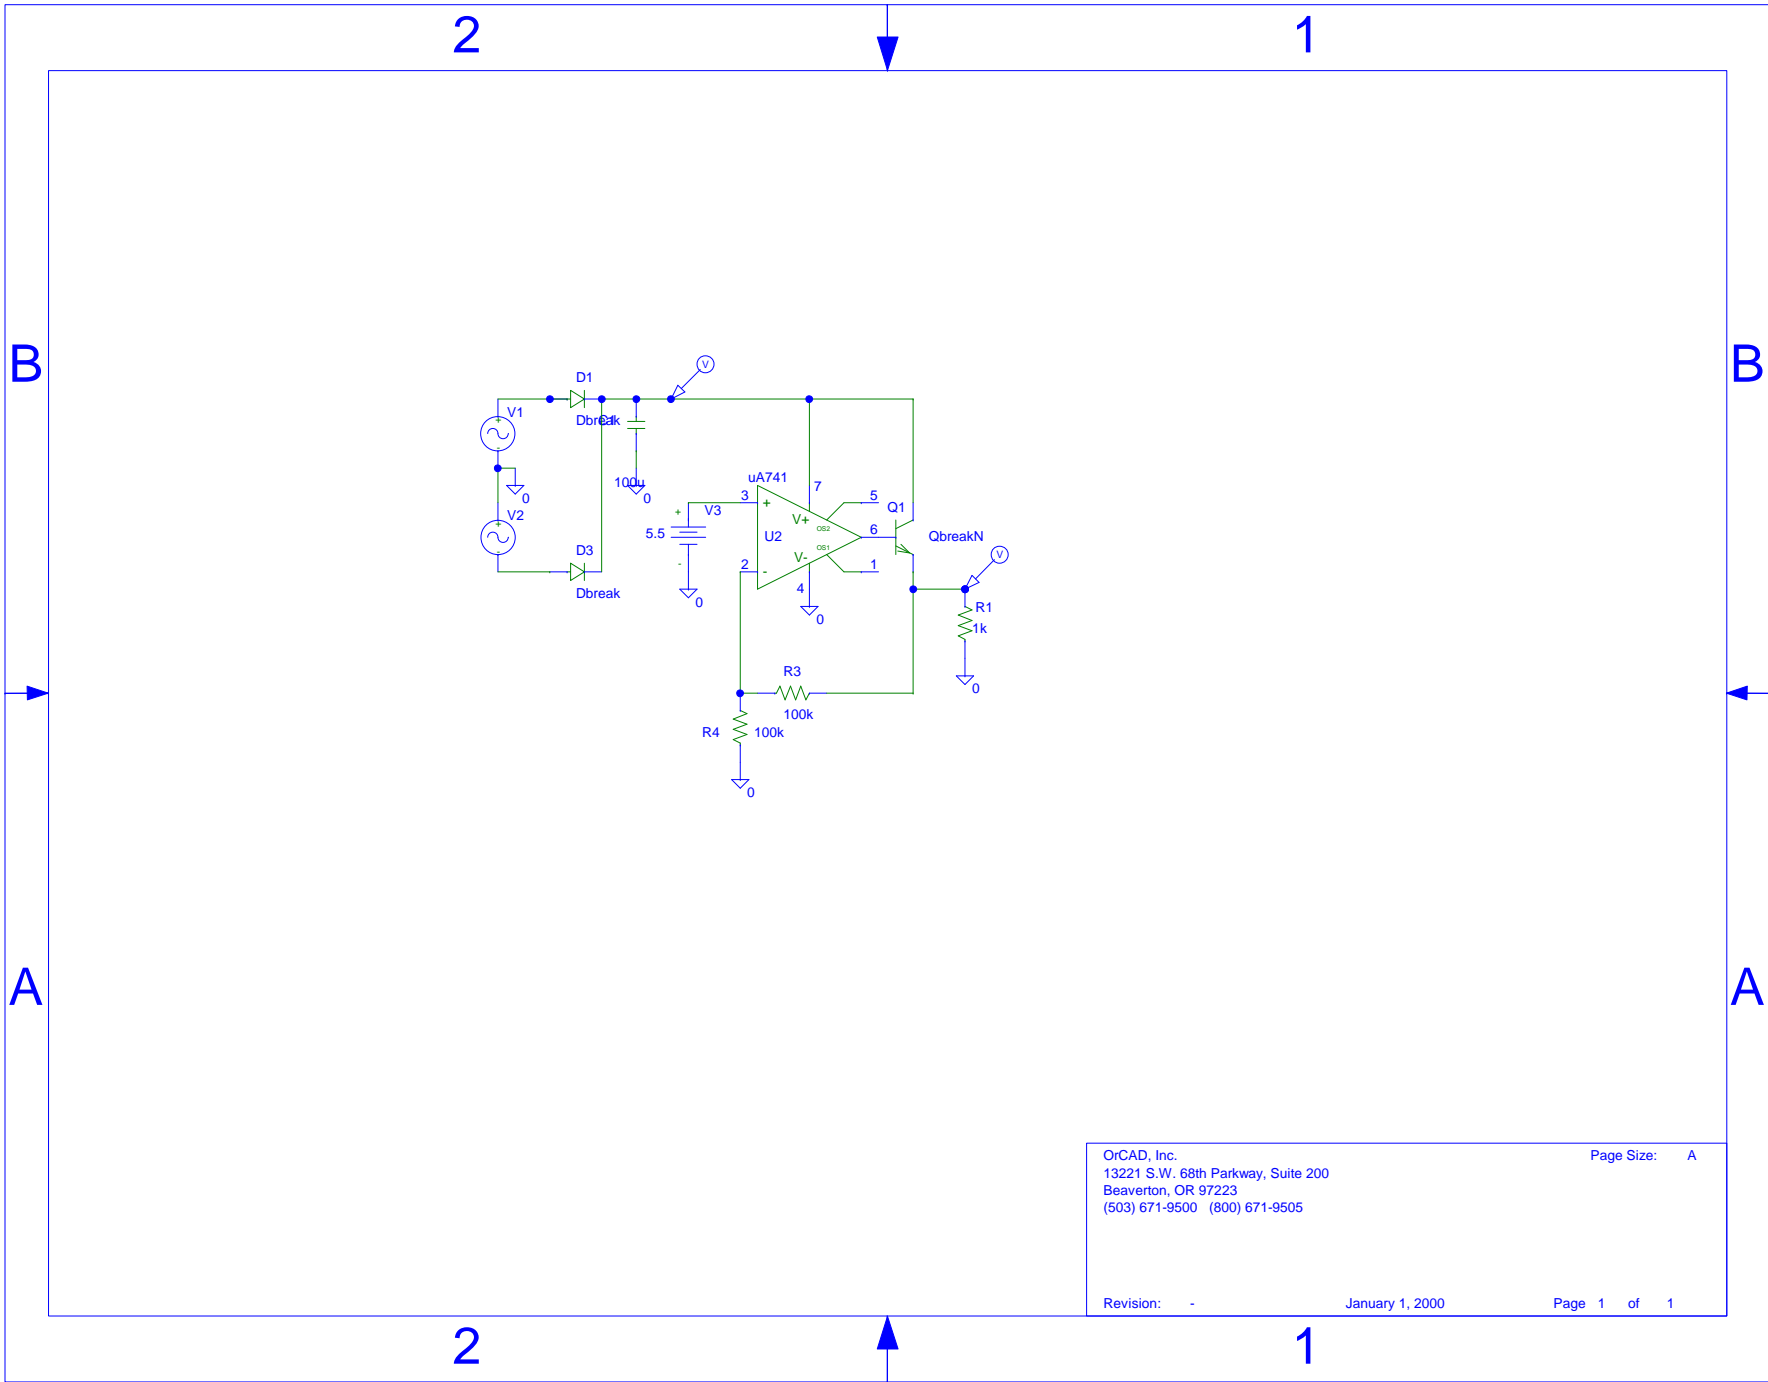 2
1
B
B
V
D1
V1
Dbreak
C1
100u
0
0
uA741
7
3
+
5
Q1
V3
V+
OS2
V2
+
5.5
U2
6
QbreakN
OS1
V
D3
V-
2
-
1
Dbreak
4
0
0
R1
1k
R3
0
100k
R4
100k
0
A
A
OrCAD, Inc.
Page Size: A
13221 S.W. 68th Parkway, Suite 200
Beaverton, OR 97223
(503) 671-9500 (800) 671-9505
Revision: -
January 1, 2000
Page 1 of 1
2
1